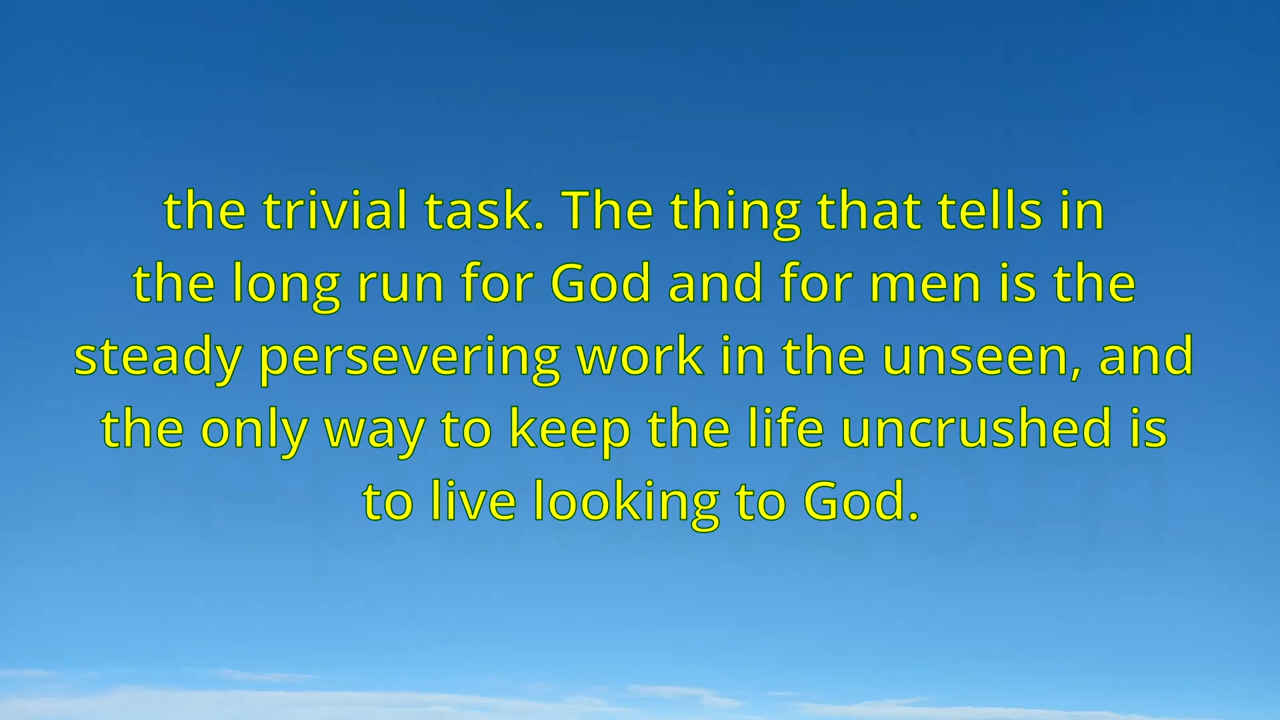 the trivial task. The thing that tells in
the long run for God and for men is the
steady persevering work in the unseen, and
the only way to keep the life uncrushed is
to live looking to God.